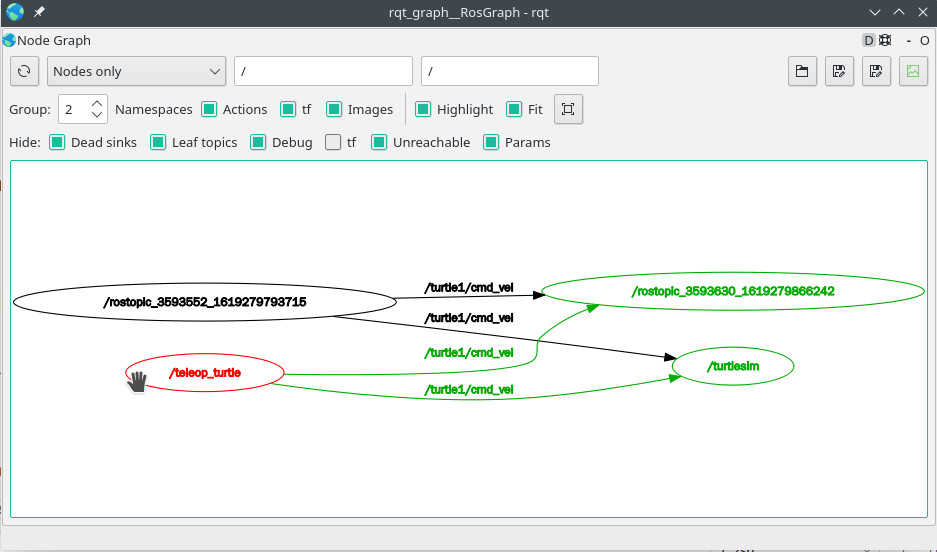 rqt_graph__RosGraph - rqt
Node Graph
D - O
Nodes only / /
Group: 2 Namespaces Actions tf Images Highlight Fit
Hide: Dead sinks Leaf topics Debug tf Unreachable Params
/turtle1/cmd_vel
/rostopic_3593630_1619279866242
/rostopic_3593552_1619279793715
/turtle1/cmd_vel
/turtle1/cmd_vel
/turtlesim
/teleop_turtle
/turtle1/cmd_vel